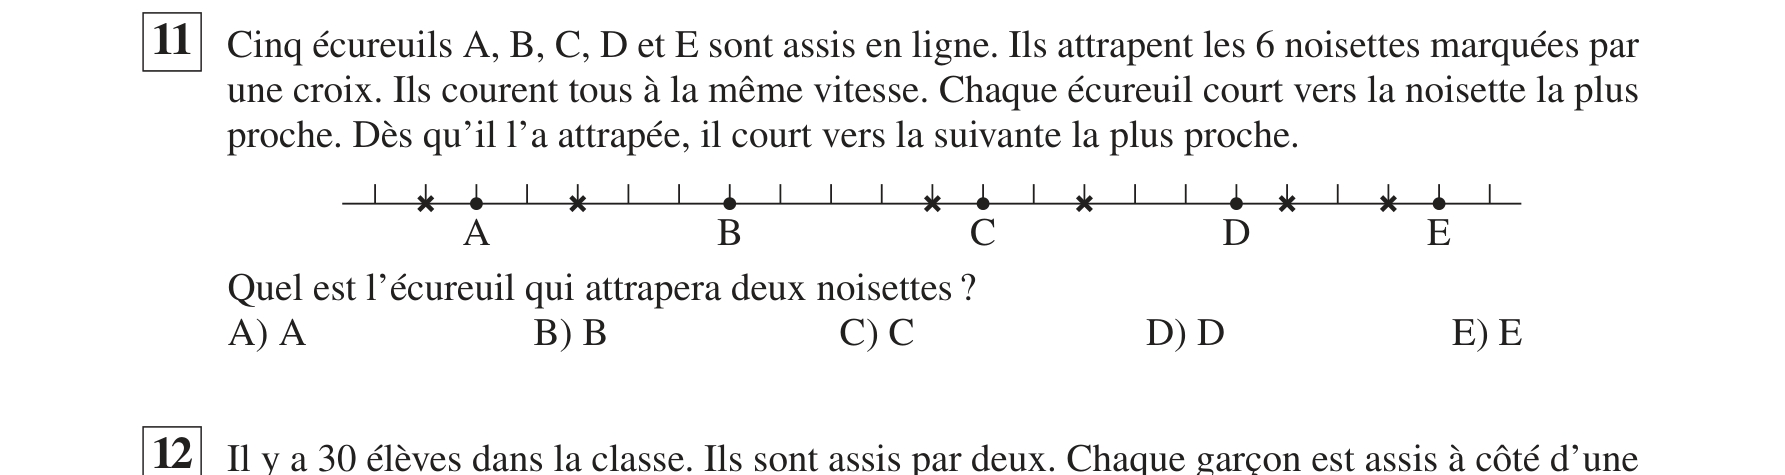 11 Cinq écureuils A, B, C, D et E sont assis en ligne. Ils attrapent les 6 noisettes marquées par
une croix. Ils courent tous à la même vitesse. Chaque écureuil court vers la noisette la plus
proche. Dès qu'il l'a attrapée, il court vers la suivante la plus proche.
A B C D E
Quel est l'écureuil qui attrapera deux noisettes ?
A) A B) B C) C D) D E) E
12 Il y a 30 élèves dans la classe. Ils sont assis par deux. Chaque garçon est assis à côté d'une